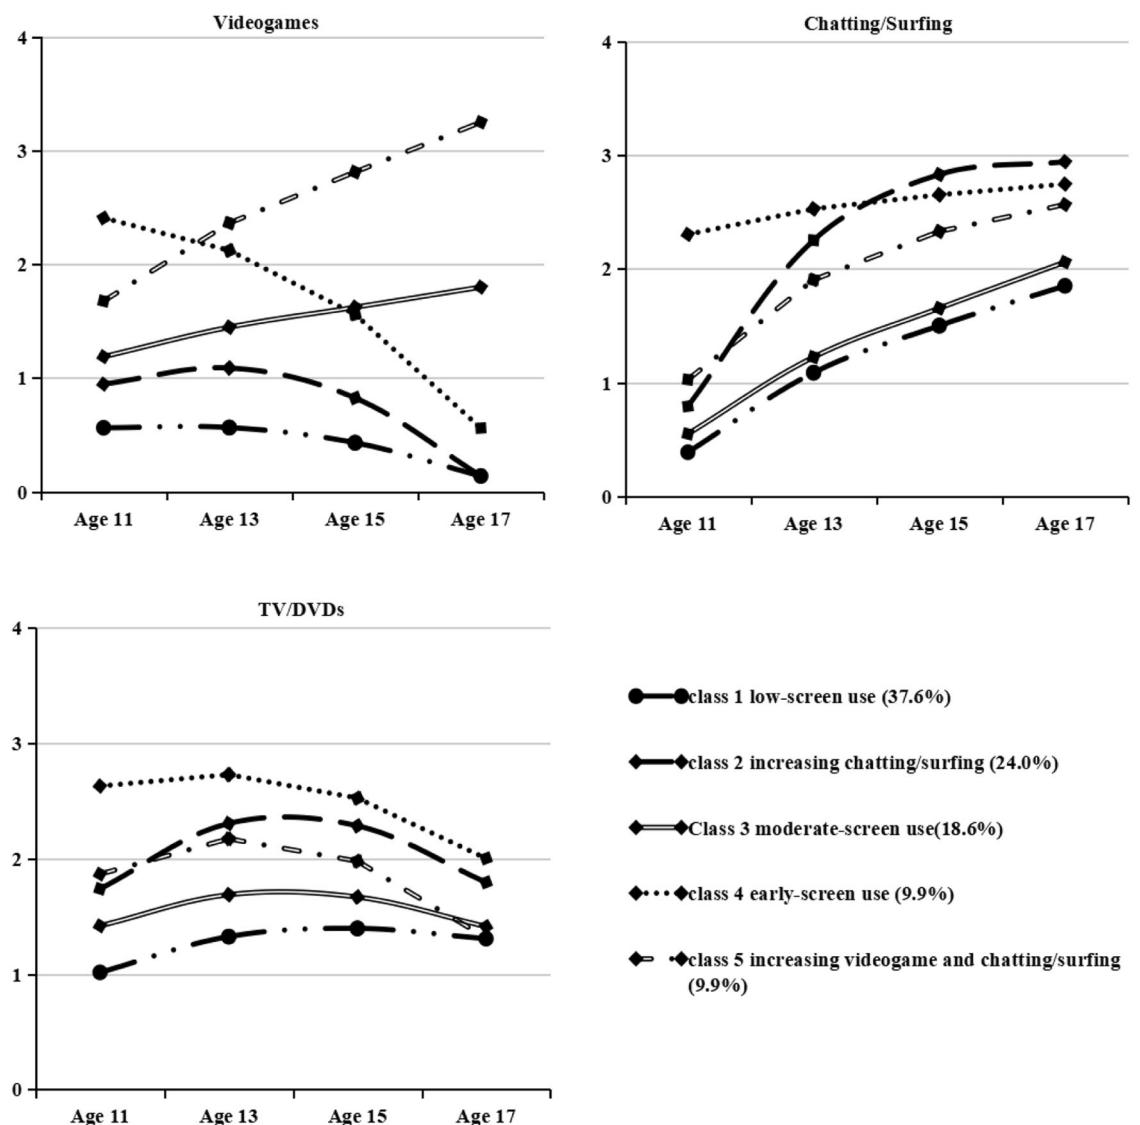 Videogames
4
3
2
1
0
Age 11 Age 13 Age 15 Age 17
Chatting/Surfing
4
3
2
1
0
Age 11 Age 13 Age 15 Age 17
TV/DVDs
4
3
2
1
0
Age 11 Age 13 Age 15 Age 17
class 1 low-screen use (37.6%)
class 2 increasing chatting/surfing (24.0%)
Class 3 moderate-screen use(18.6%)
class 4 early-screen use (9.9%)
class 5 increasing videogame and chatting/surfing
(9.9%)